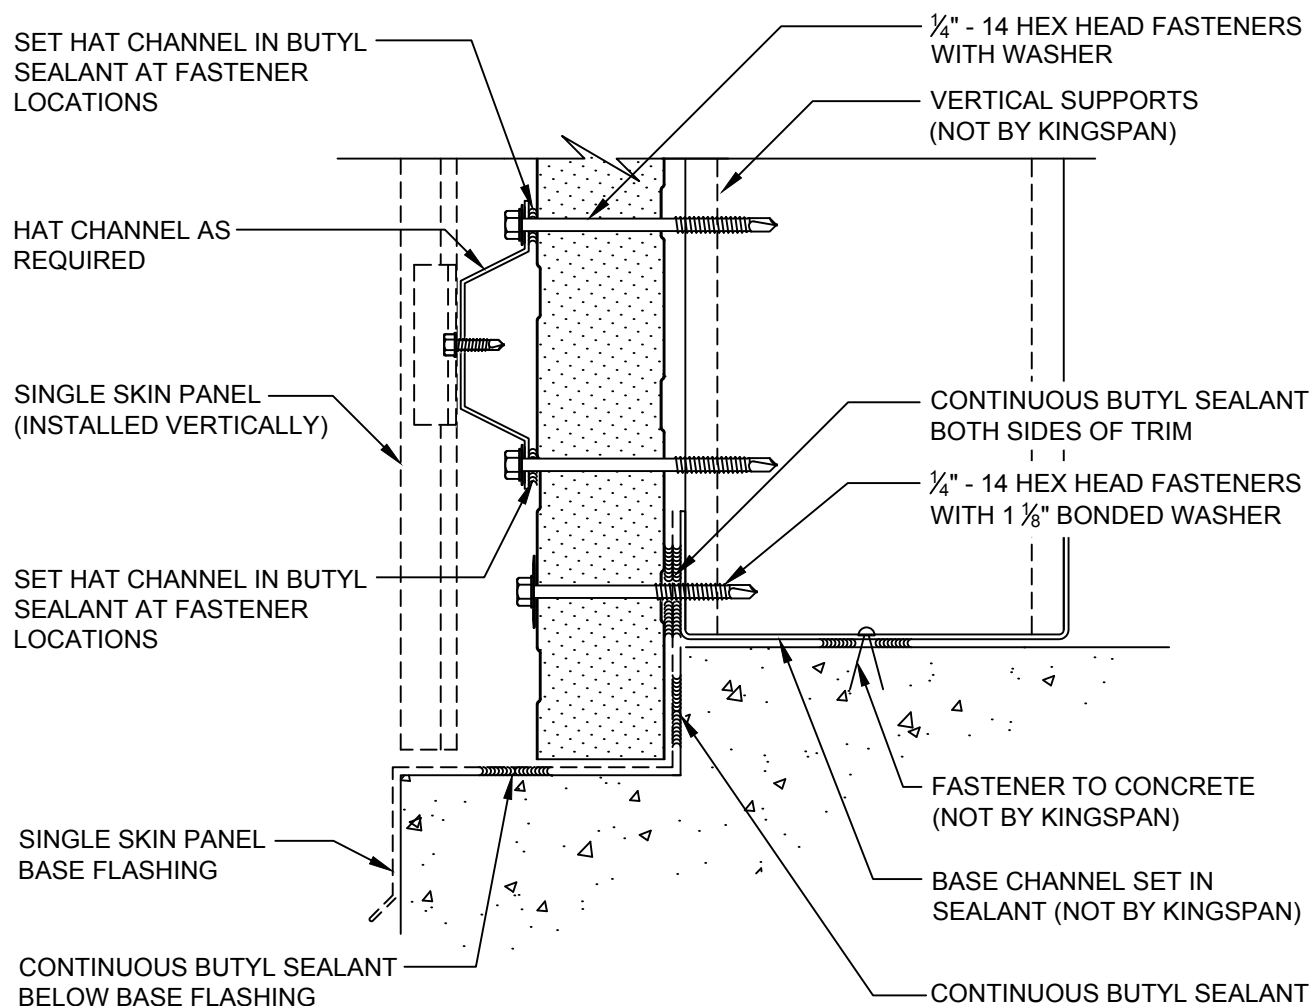 SET HAT CHANNEL IN BUTYL
SEALANT AT FASTENER
LOCATIONS
HAT CHANNEL AS
REQUIRED
SINGLE SKIN PANEL
(INSTALLED VERTICALLY)
SET HAT CHANNEL IN BUTYL
SEALANT AT FASTENER
LOCATIONS
SINGLE SKIN PANEL
BASE FLASHING
CONTINUOUS BUTYL SEALANT
BELOW BASE FLASHING
¼" - 14 HEX HEAD FASTENERS
WITH WASHER
VERTICAL SUPPORTS
(NOT BY KINGSPAN)
CONTINUOUS BUTYL SEALANT
BOTH SIDES OF TRIM
¼" - 14 HEX HEAD FASTENERS
WITH 1 ⅛" BONDED WASHER
FASTENER TO CONCRETE
(NOT BY KINGSPAN)
BASE CHANNEL SET IN
SEALANT (NOT BY KINGSPAN)
CONTINUOUS BUTYL SEALANT